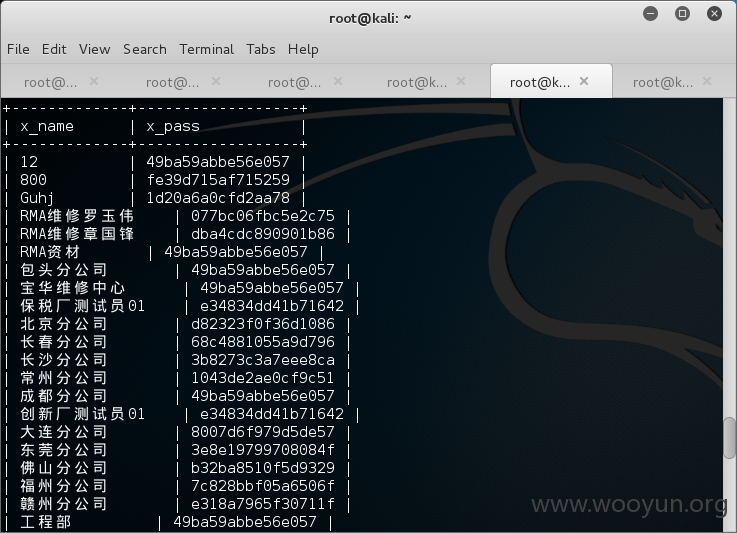 root@kali: ~
File Edit View Search Terminal Tabs Help
root@... × root@... × root@... × root@k... × root@k... × root@k... ×
+-------------+------------------+
| x_name | x_pass |
+-------------+------------------+
| 12 | 49ba59abbe56e057 |
| 800 | fe39d715af715259 |
| Guhj | 1d20a6a0cfd2aa78 |
| RMA维修罗玉伟 | 077bc06fbc5e2c75 |
| RMA维修章国锋 | dba4cdc890901b86 |
| RMA资材 | 49ba59abbe56e057 |
| 包头分公司 | 49ba59abbe56e057 |
| 宝华维修中心 | 49ba59abbe56e057 |
| 保税厂测试员01 | e34834dd41b71642 |
| 北京分公司 | d82323f0f36d1086 |
| 长春分公司 | 68c4881055a9d796 |
| 长沙分公司 | 3b8273c3a7eee8ca |
| 常州分公司 | 1043de2ae0cf9c51 |
| 成都分公司 | 49ba59abbe56e057 |
| 创新厂测试员01 | e34834dd41b71642 |
| 大连分公司 | 8007d6f979d5de57 |
| 东莞分公司 | 3e8e19799708084f |
| 佛山分公司 | b32ba8510f5d9329 |
| 福州分公司 | 7c828bbf05a6506f |
| 赣州分公司 | e318a7965f30711f |
| 工程部 | 49ba59abbe56e057 |
www.wooyun.org